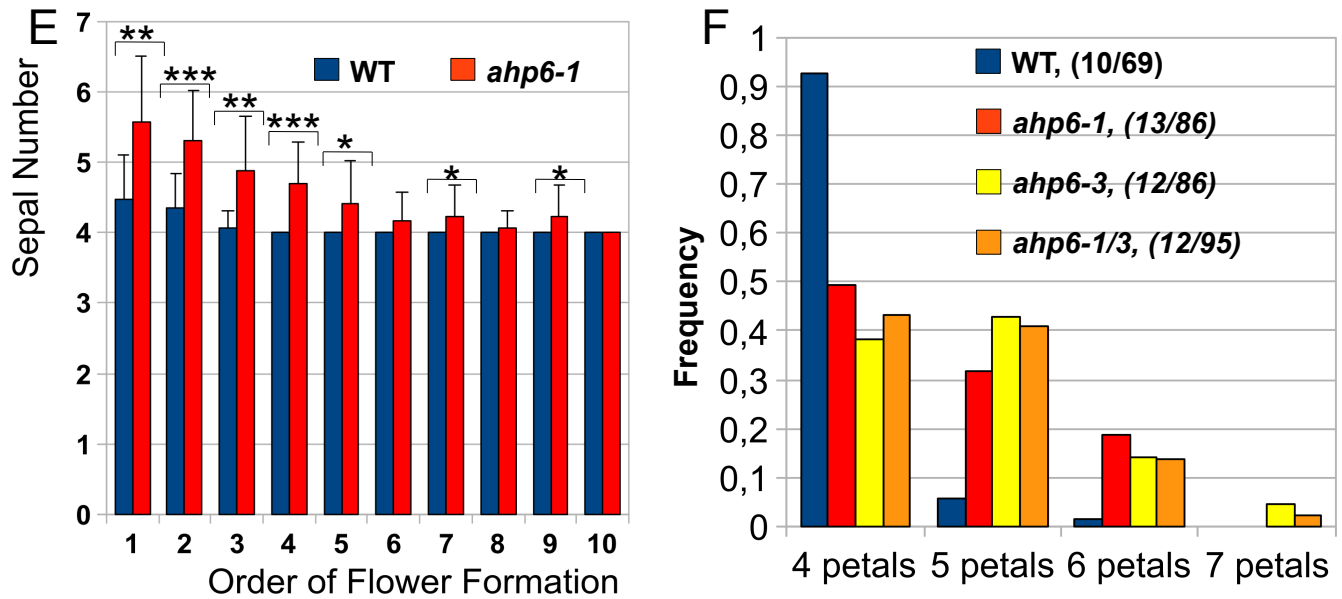 E
7
6
5
4
3
2
1
0
Sepal Number
WT
ahp6-1
**
***
**
***
*
*
*
1 2 3 4 5 6 7 8 9 10
Order of Flower Formation
F
1
0,9
0,8
0,7
0,6
0,5
0,4
0,3
0,2
0,1
0
Frequency
WT, (10/69)
ahp6-1, (13/86)
ahp6-3, (12/86)
ahp6-1/3, (12/95)
4 petals 5 petals 6 petals 7 petals